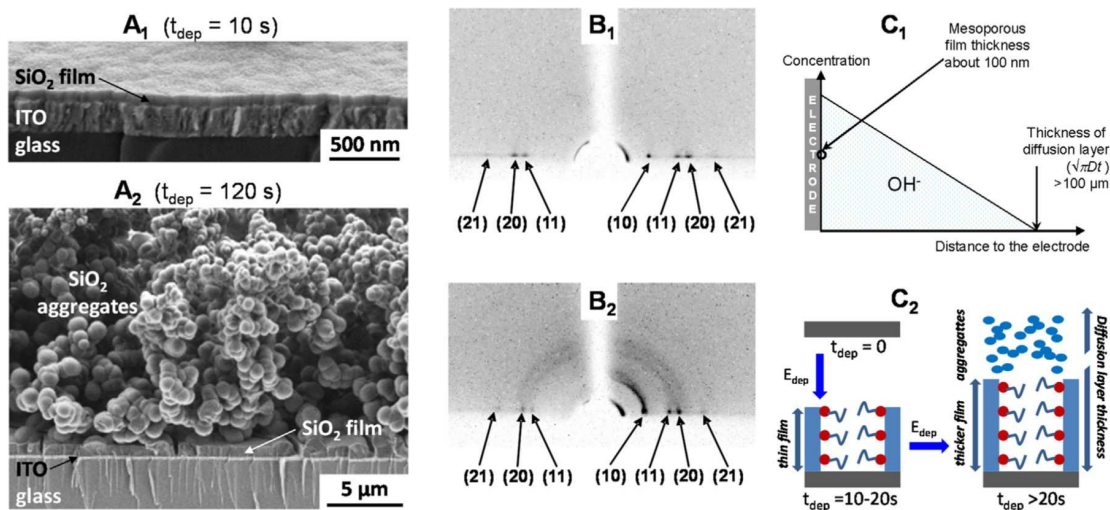 A1 (tdep = 10 s)
SiO2 film
ITO
glass
500 nm
A2 (tdep = 120 s)
SiO2
aggregates
SiO2 film
ITO
glass
5 µm
B1
(21) (20) (11) (10) (11) (20) (21)
B2
(21) (20) (11) (10) (11) (20) (21)
C1
Mesoporous
film thickness
about 100 nm
Concentration
ELECTRODE
OH-
Thickness of
diffusion layer
(√πDt)
>100 µm
Distance to the electrode
C2
tdep = 0
Edep
thin film
tdep =10-20s
Edep
aggregattes
thicker film
Diffusion layer thickness
tdep >20s